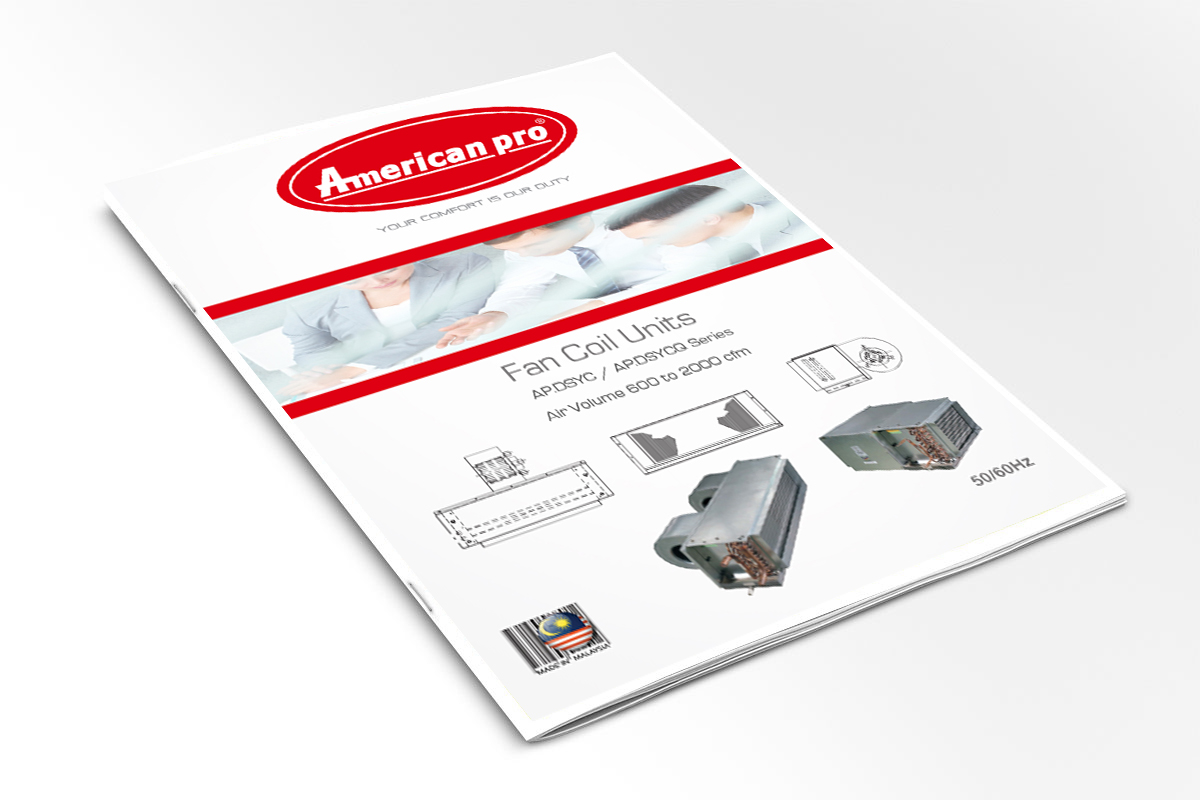 American pro®
YOUR COMFORT IS OUR DUTY
Fan Coil Units
AP.DSYC / AP.DSYCQ Series
Air Volume 600 to 2000 cfm
50/60Hz
MADE IN MALAYSIA